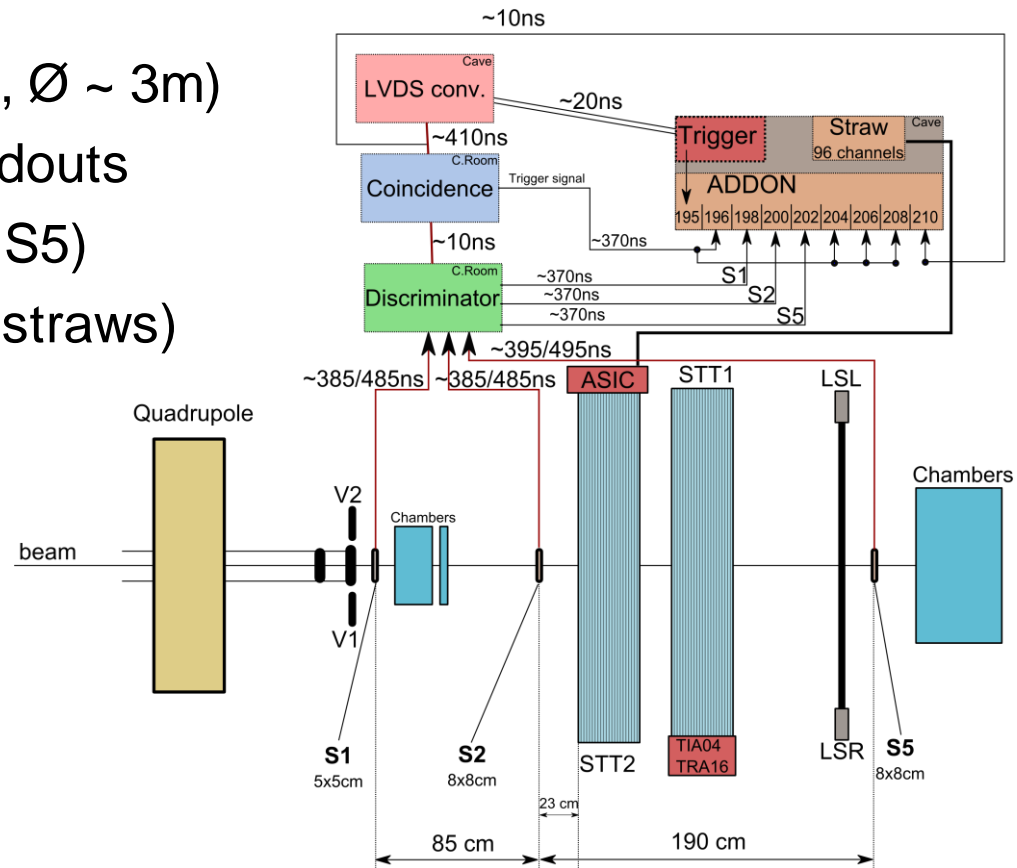 ~10ns
, Ø ~ 3m)
douts
S5)
straws)
Cave
LVDS conv.
~20ns
~410ns
Trigger
Straw
96 channels
Cave
C.Room
Coincidence
Trigger signal
ADDON
195 196 198 200 202 204 206 208 210
~10ns
~370ns
C.Room
Discriminator
~370ns
~370ns
~370ns
S1
S2
S5
~395/495ns
~385/485ns
~385/485ns
ASIC
STT1
LSL
Quadrupole
Chambers
V2
Chambers
beam
V1
S1
5x5cm
S2
8x8cm
STT2
TIA04
TRA16
LSR
S5
8x8cm
23 cm
85 cm
190 cm